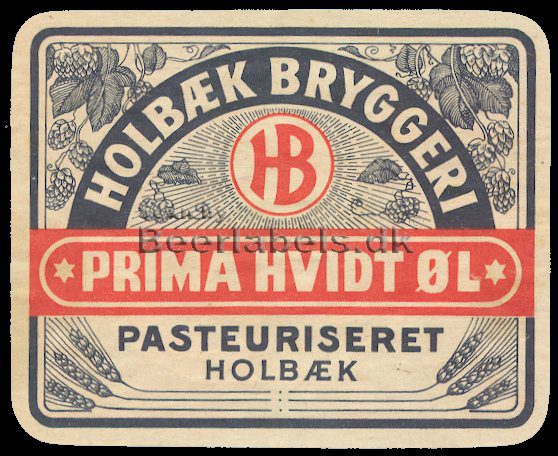 HOLBÆK BRYGGERI
HB
Beerlabels.dk
PRIMA HVIDT ØL
PASTEURISERET
HOLBÆK